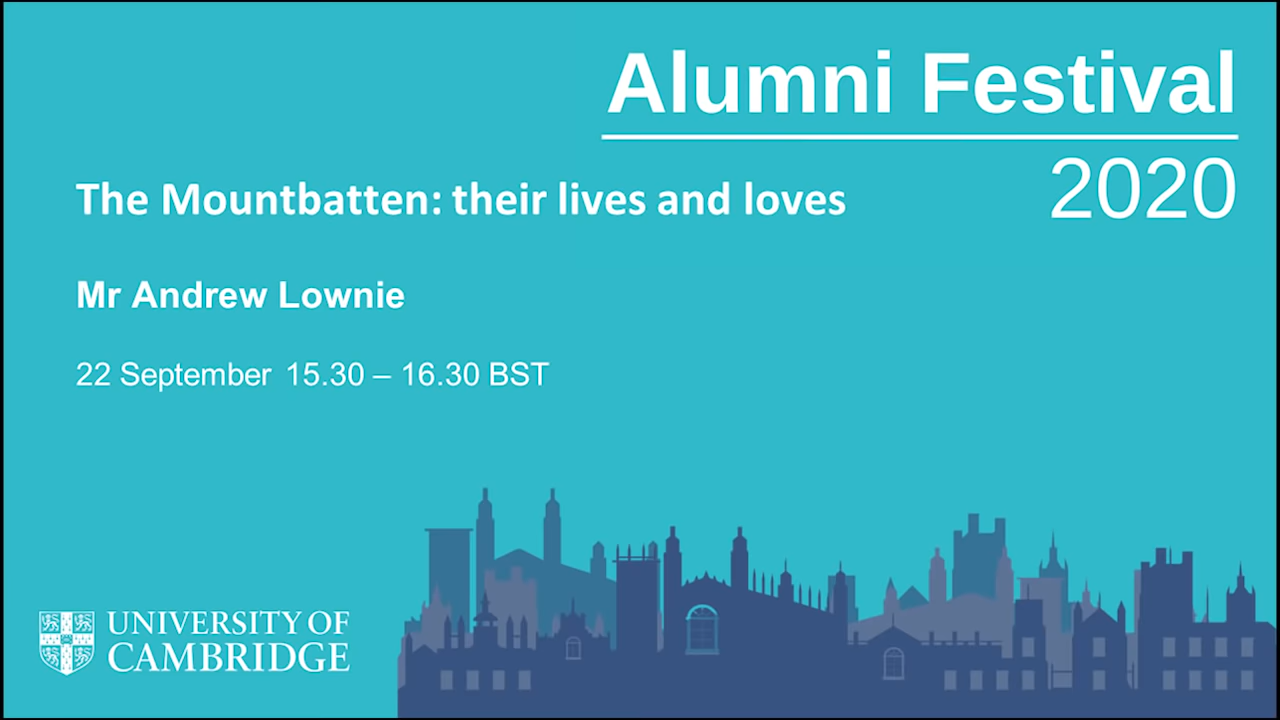 Alumni Festival
2020
The Mountbatten: their lives and loves
Mr Andrew Lownie
22 September 15.30 – 16.30 BST
UNIVERSITY OF
CAMBRIDGE